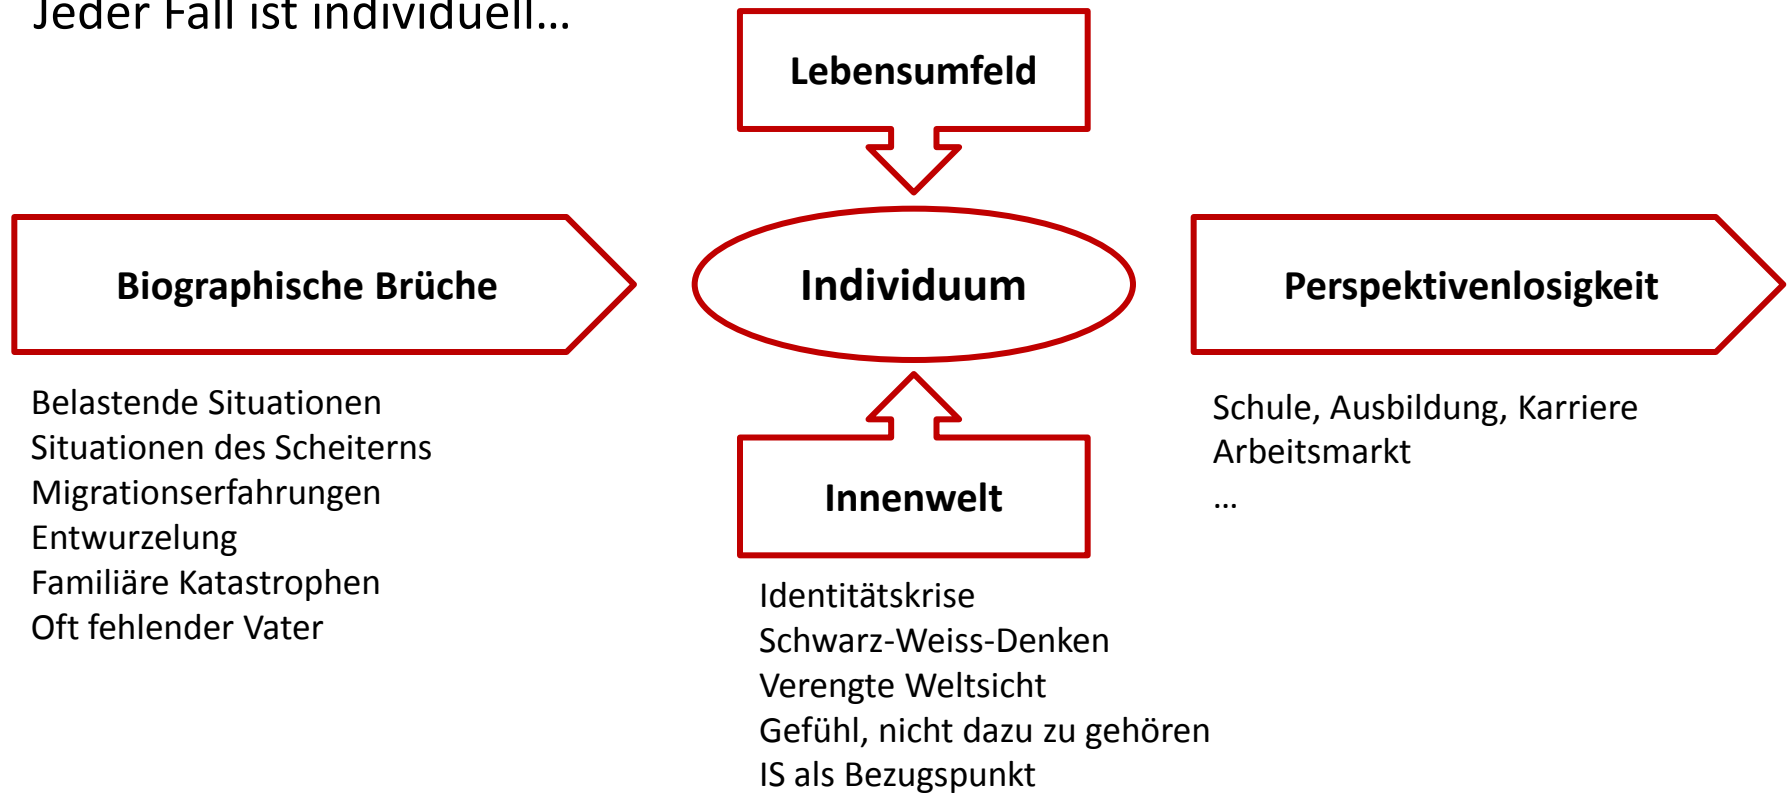 Jeder Fall ist individuell...
Lebensumfeld
Biographische Brüche
Individuum
Perspektivenlosigkeit
Belastende Situationen
Situationen des Scheiterns
Migrationserfahrungen
Entwurzelung
Familiäre Katastrophen
Oft fehlender Vater
Innenwelt
Identitätskrise
Schwarz-Weiss-Denken
Verengte Weltsicht
Gefühl, nicht dazu zu gehören
IS als Bezugspunkt
Schule, Ausbildung, Karriere
Arbeitsmarkt
...